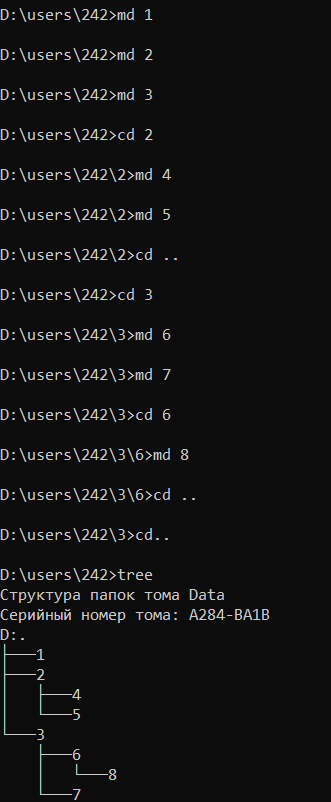 D:\users\242>md 1
D:\users\242>md 2
D:\users\242>md 3
D:\users\242>cd 2
D:\users\242\2>md 4
D:\users\242\2>md 5
D:\users\242\2>cd ..
D:\users\242>cd 3
D:\users\242\3>md 6
D:\users\242\3>md 7
D:\users\242\3>cd 6
D:\users\242\3\6>md 8
D:\users\242\3\6>cd ..
D:\users\242\3>cd..
D:\users\242>tree
Структура папок тома Data
Серийный номер тома: A284-BA1B
D:.
├───1
├───2
│   ├───4
│   └───5
└───3
    ├───6
    │   └───8
    └───7